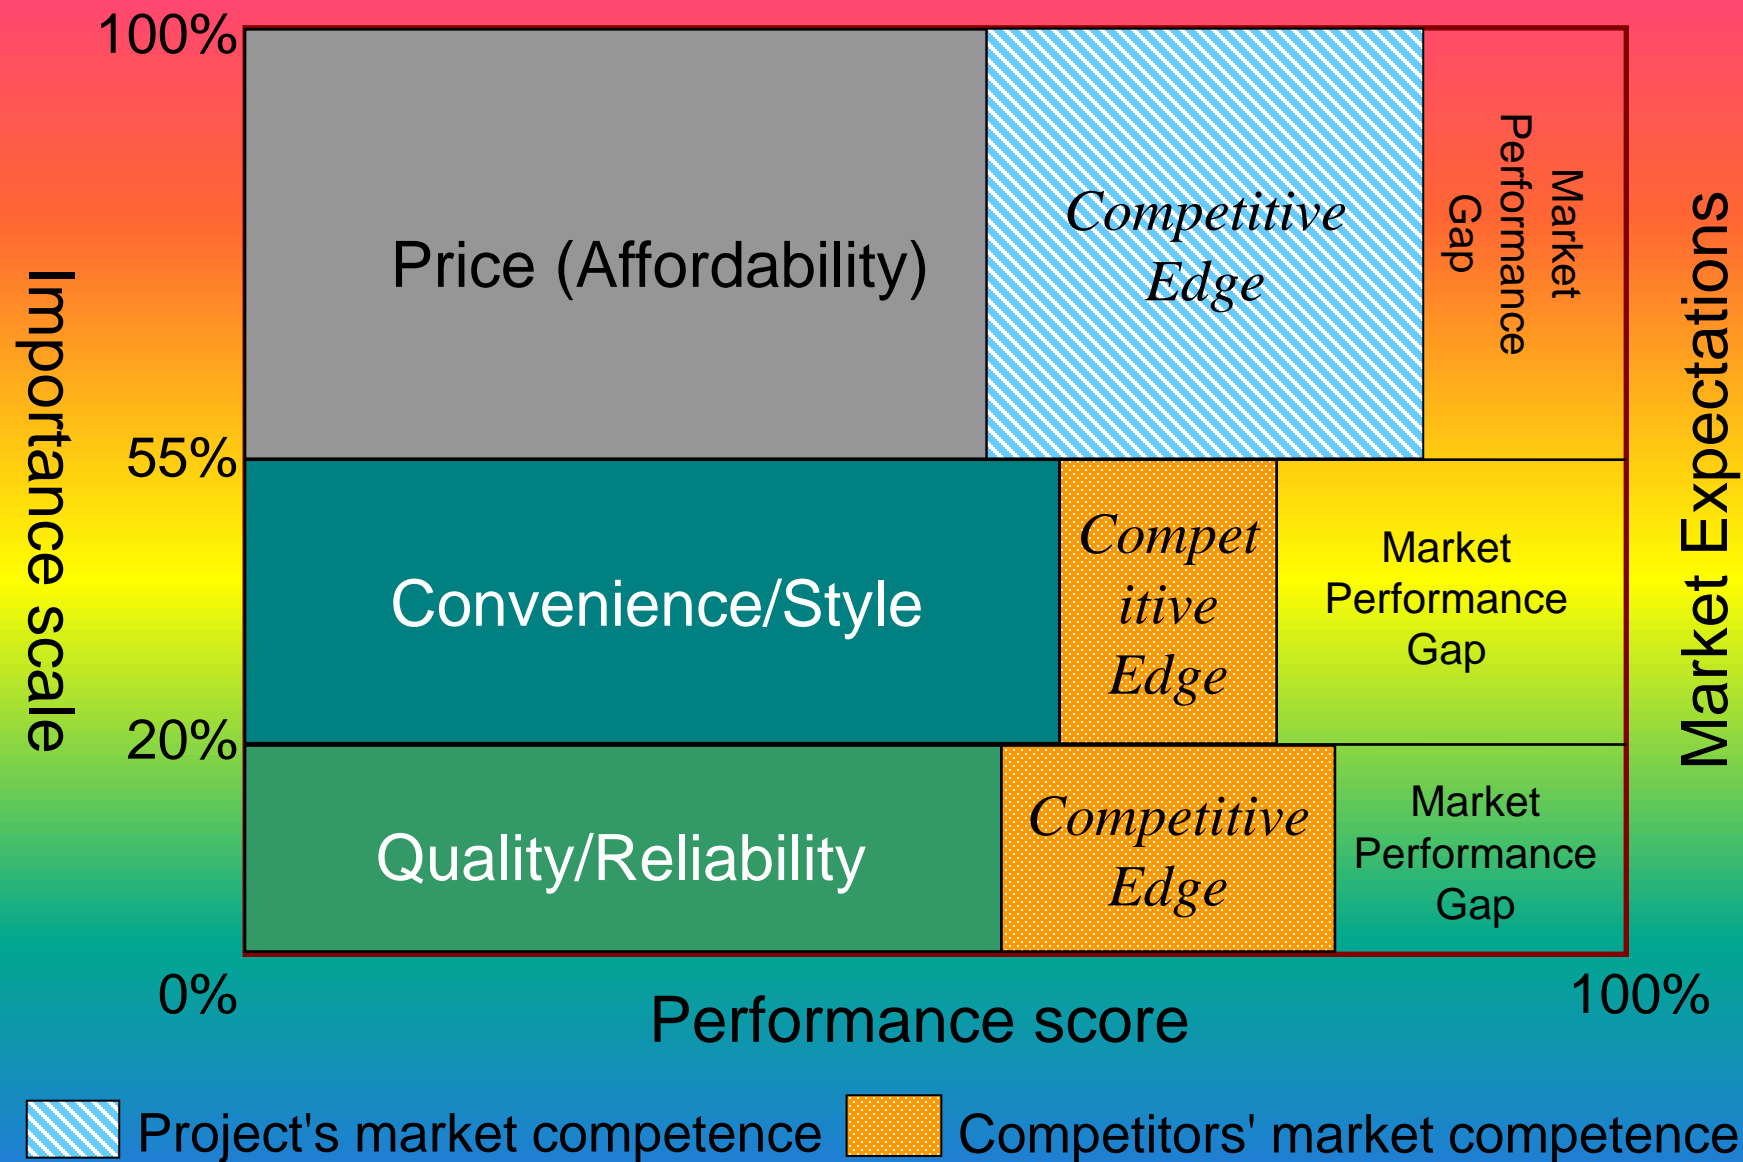 100%
Price (Affordability)
Competitive
Edge
Market
Performance
Gap
55%
Convenience/Style
Compet
itive
Edge
Market
Performance
Gap
20%
Quality/Reliability
Competitive
Edge
Market
Performance
Gap
0%
100%
Importance scale
Market Expectations
Performance score
Project's market competence
Competitors' market competence